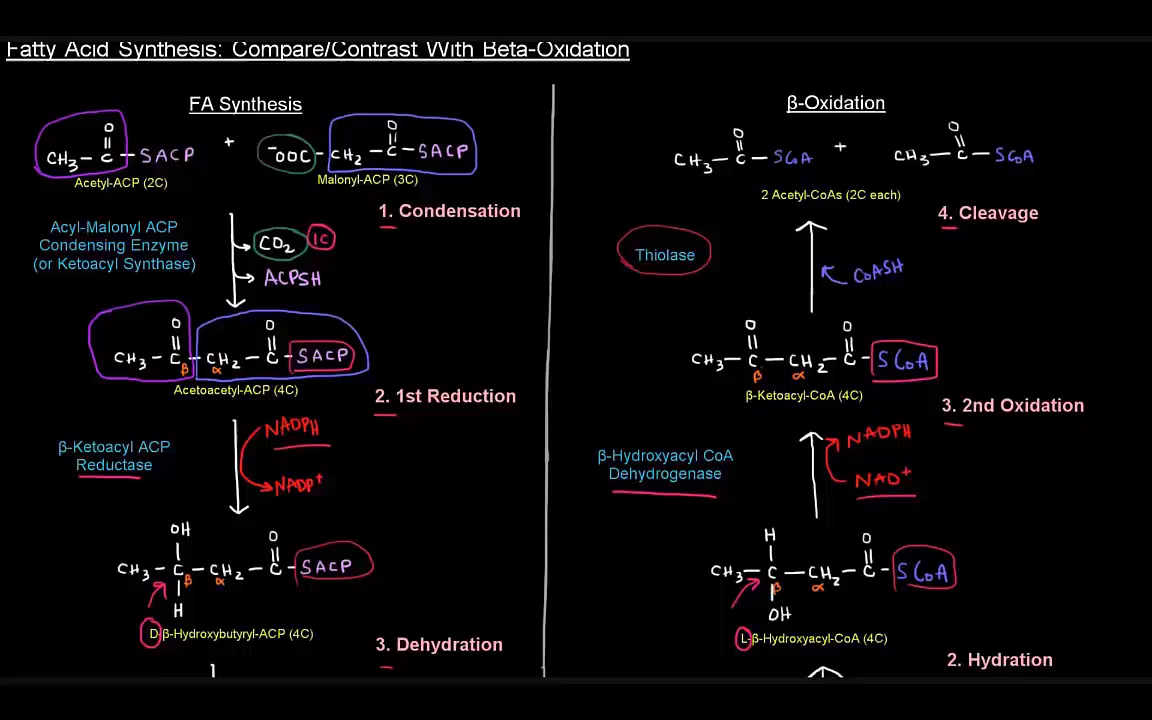 Fatty Acid Synthesis: Compare/Contrast With Beta-Oxidation
FA Synthesis
O
CH3 - C - SACP + -OOC - CH2 - C - SACP
O
Acetyl-ACP (2C)
Malonyl-ACP (3C)
1. Condensation
Acyl-Malonyl ACP
Condensing Enzyme
(or Ketoacyl Synthase)
CO2 1C
ACPSH
O O
CH3 - C - CH2 - C - SACP
β α
Acetoacetyl-ACP (4C)
2. 1st Reduction
β-Ketoacyl ACP
Reductase
NADPH
NADP+
OH O
CH3 - C - CH2 - C - SACP
β α
H
D-β-Hydroxybutyryl-ACP (4C)
3. Dehydration
β-Oxidation
O O
CH3 - C - SCoA + CH3 - C - SCoA
2 Acetyl-CoAs (2C each)
4. Cleavage
Thiolase
CoASH
O O
CH3 - C - CH2 - C - SCoA
β α
β-Ketoacyl-CoA (4C)
3. 2nd Oxidation
β-Hydroxyacyl CoA
Dehydrogenase
NADPH
NAD+
H O
CH3 - C - CH2 - C - SCoA
β α
OH
L-β-Hydroxyacyl-CoA (4C)
2. Hydration